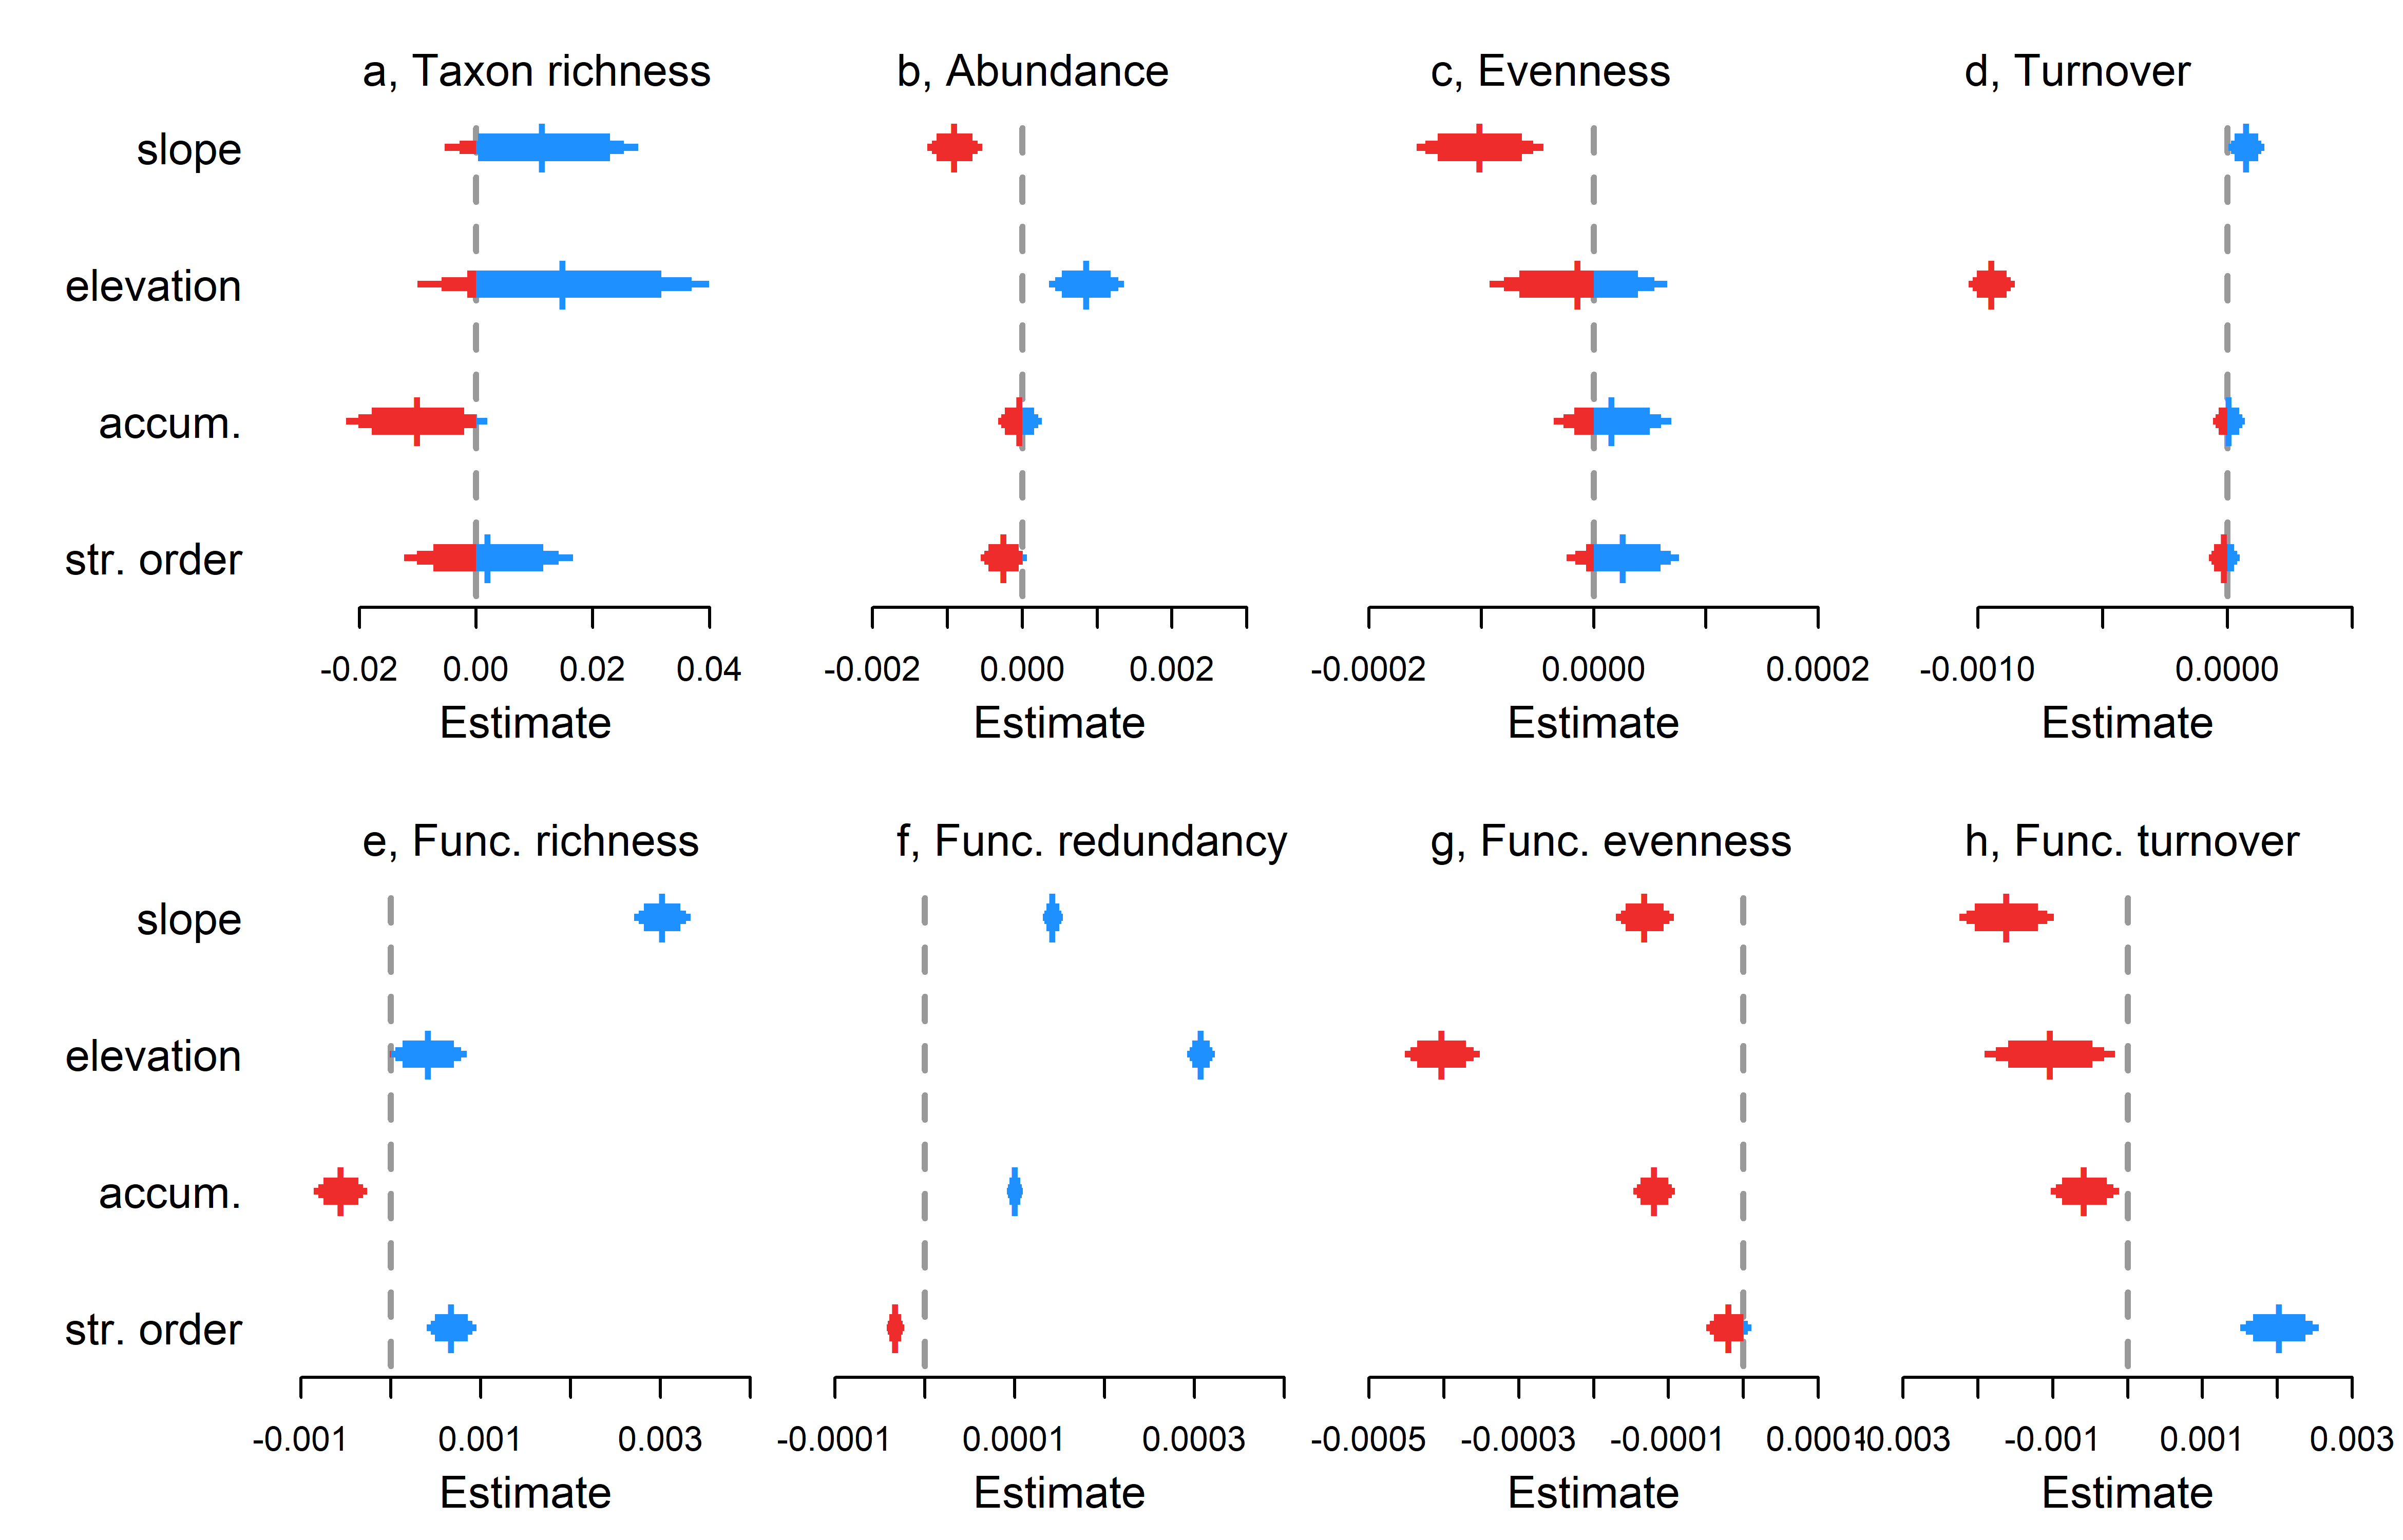 a, Taxon richness
b, Abundance
c, Evenness
d, Turnover
slope
elevation
accum.
str. order
-0.02 0.00 0.02 0.04
-0.002 0.000 0.002
-0.0002 0.0000 0.0002
-0.0010 0.0000
Estimate
Estimate
Estimate
Estimate
e, Func. richness
f, Func. redundancy
g, Func. evenness
h, Func. turnover
slope
elevation
accum.
str. order
-0.001 0.001 0.003
-0.0001 0.0001 0.0003
-0.0005 -0.0003 -0.0001 0.0001
-0.003 -0.001 0.001 0.003
Estimate
Estimate
Estimate
Estimate